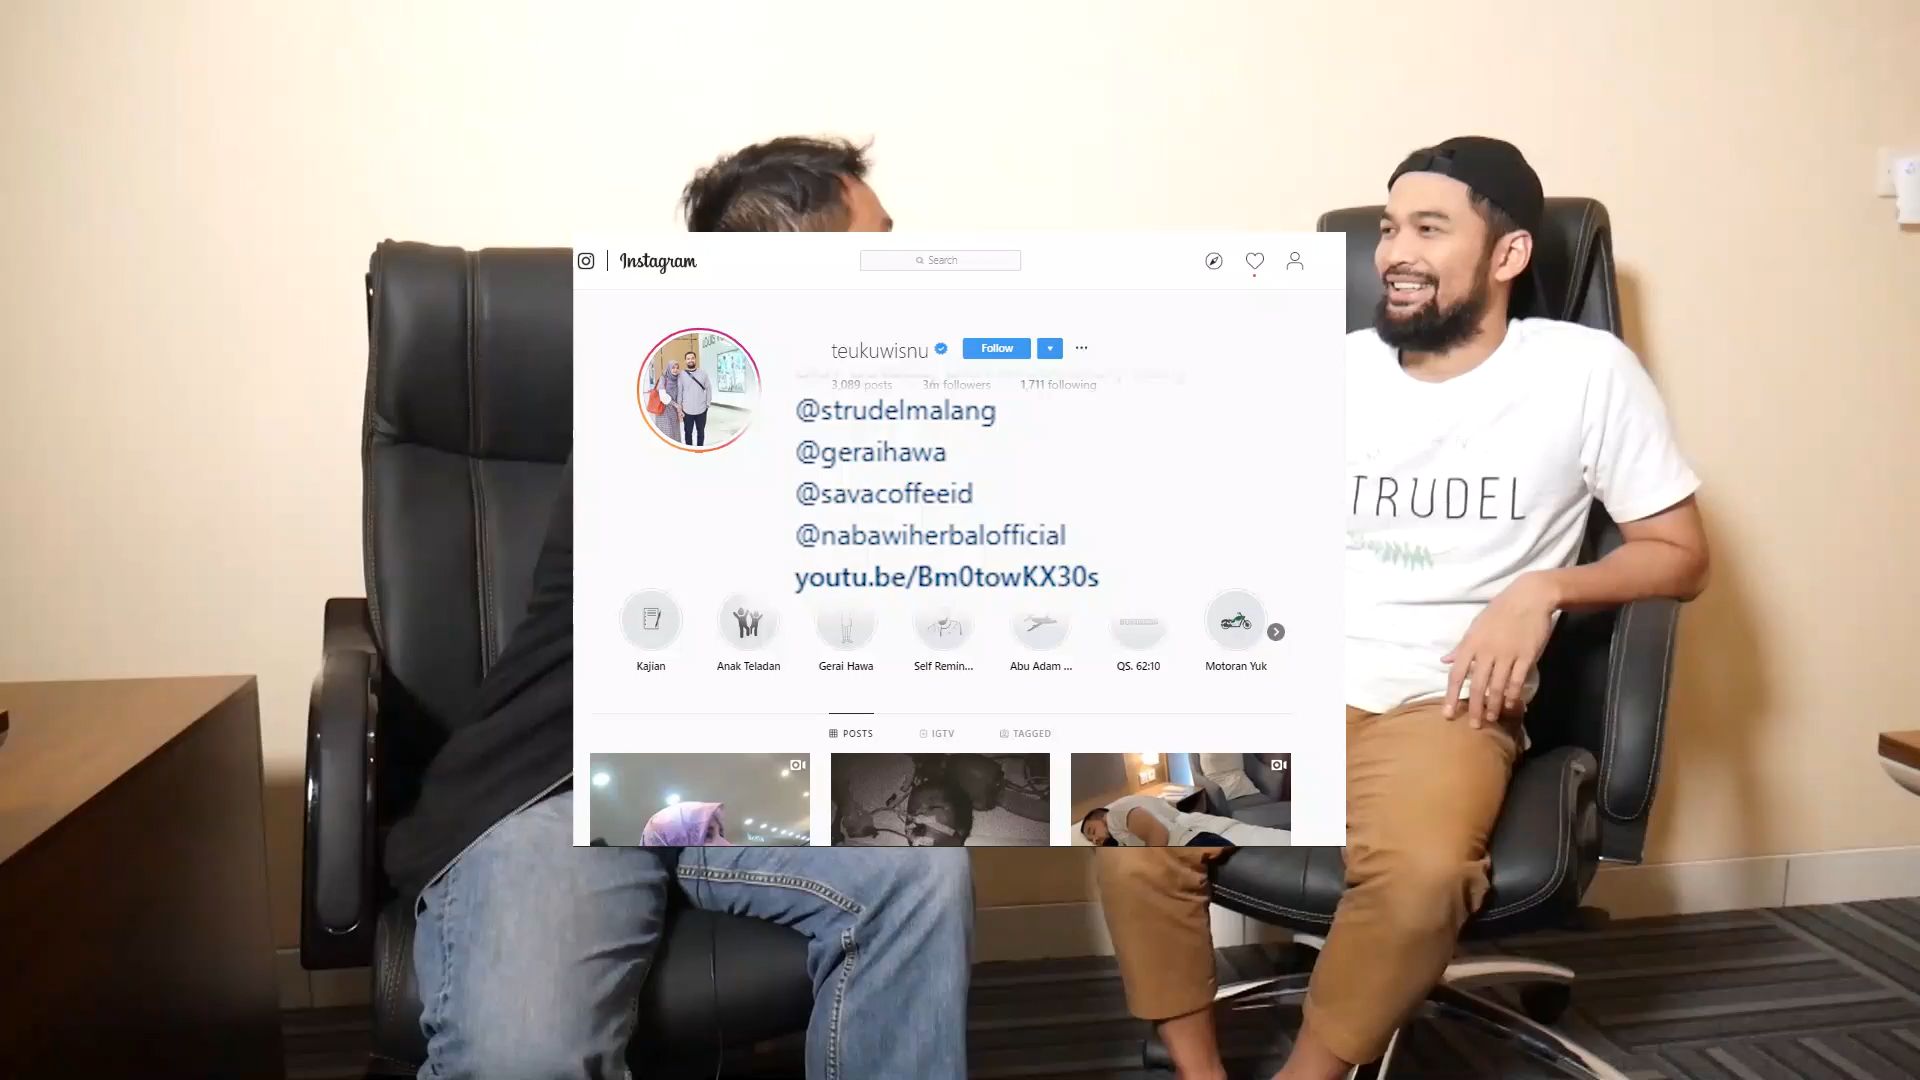 Instagram
Search
teukuwisnu
Follow
3,089 posts 3m followers 1,711 following
@strudelmalang
@geraihawa
@savacoffeeid
@nabawiherbalofficial
youtu.be/Bm0towKX30s
Kajian
Anak Teladan
Gerai Hawa
Self Remin...
Abu Adam ...
QS. 62:10
Motoran Yuk
POSTS
IGTV
TAGGED
TRUDEL